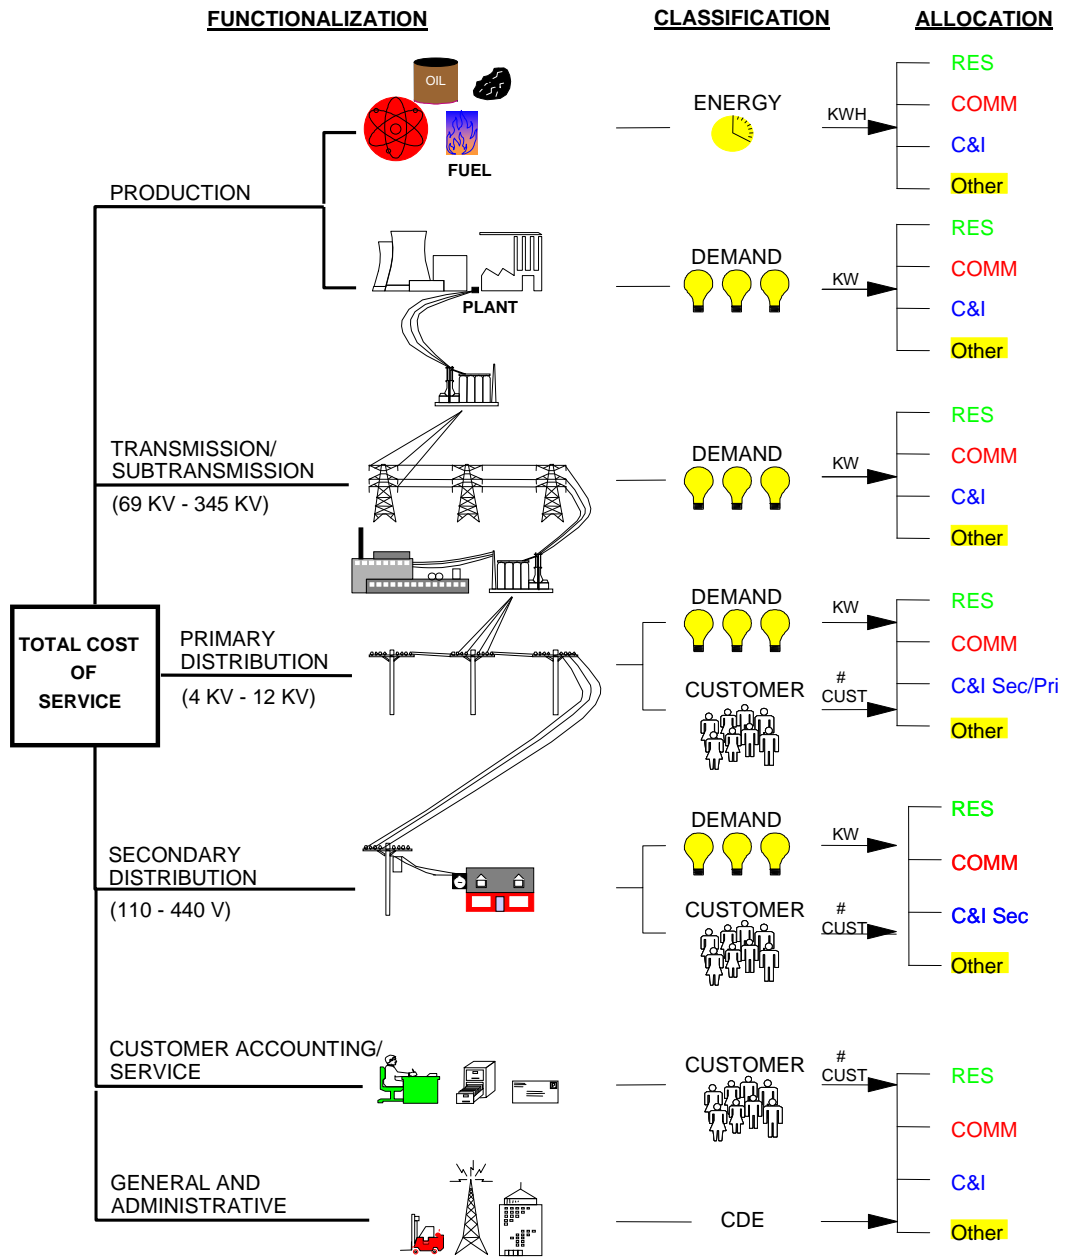 FUNCTIONALIZATION
CLASSIFICATION
ALLOCATION
OIL
FUEL
ENERGY
KWH
RES
COMM
C&I
Other
PRODUCTION
PLANT
DEMAND
KW
RES
COMM
C&I
Other
TRANSMISSION/
SUBTRANSMISSION
(69 KV - 345 KV)
DEMAND
KW
RES
COMM
C&I
Other
TOTAL COST
OF
SERVICE
PRIMARY
DISTRIBUTION
(4 KV - 12 KV)
DEMAND
KW
CUSTOMER
#
CUST
RES
COMM
C&I Sec/Pri
Other
SECONDARY
DISTRIBUTION
(110 - 440 V)
DEMAND
KW
CUSTOMER
#
CUST
RES
COMM
C&I Sec
Other
CUSTOMER ACCOUNTING/
SERVICE
CUSTOMER
#
CUST
GENERAL AND
ADMINISTRATIVE
CDE
RES
COMM
C&I
Other